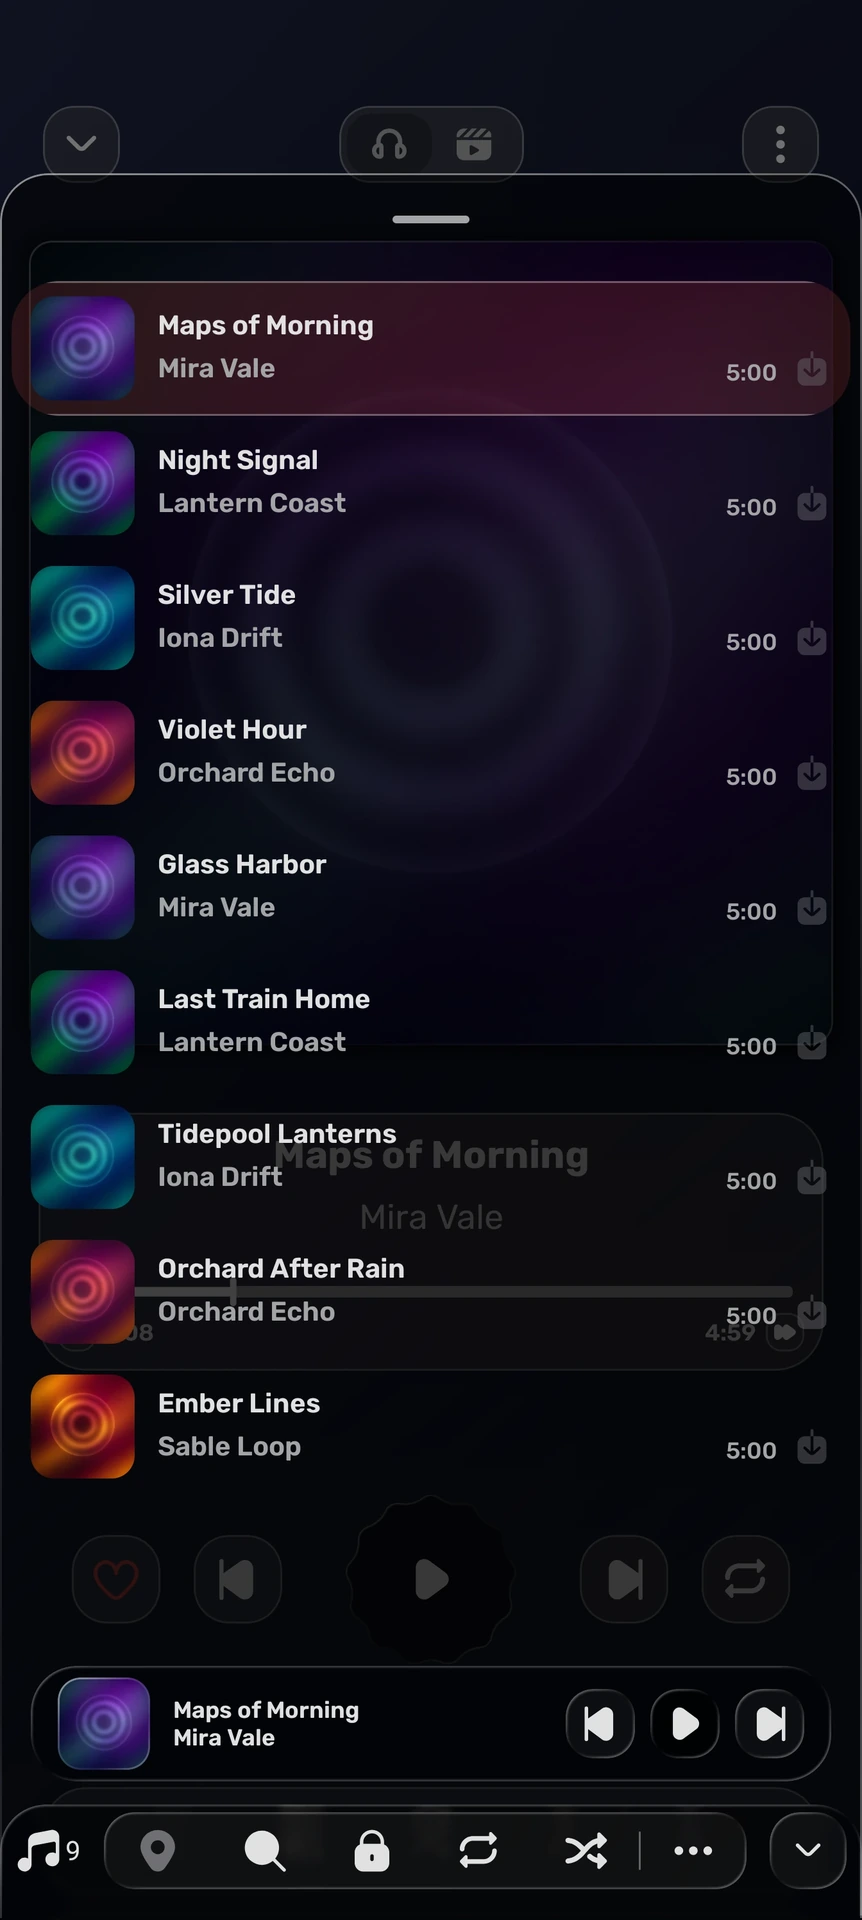 Maps of Morning
Mira Vale
5:00
Night Signal
Lantern Coast
5:00
Silver Tide
Iona Drift
5:00
Violet Hour
Orchard Echo
5:00
Glass Harbor
Mira Vale
5:00
Last Train Home
Lantern Coast
5:00
Tidepool Lanterns
Maps of Morning
Iona Drift
5:00
Mira Vale
Orchard After Rain
Orchard Echo
5:00
4:59
Ember Lines
Sable Loop
5:00
Maps of Morning
Mira Vale
9